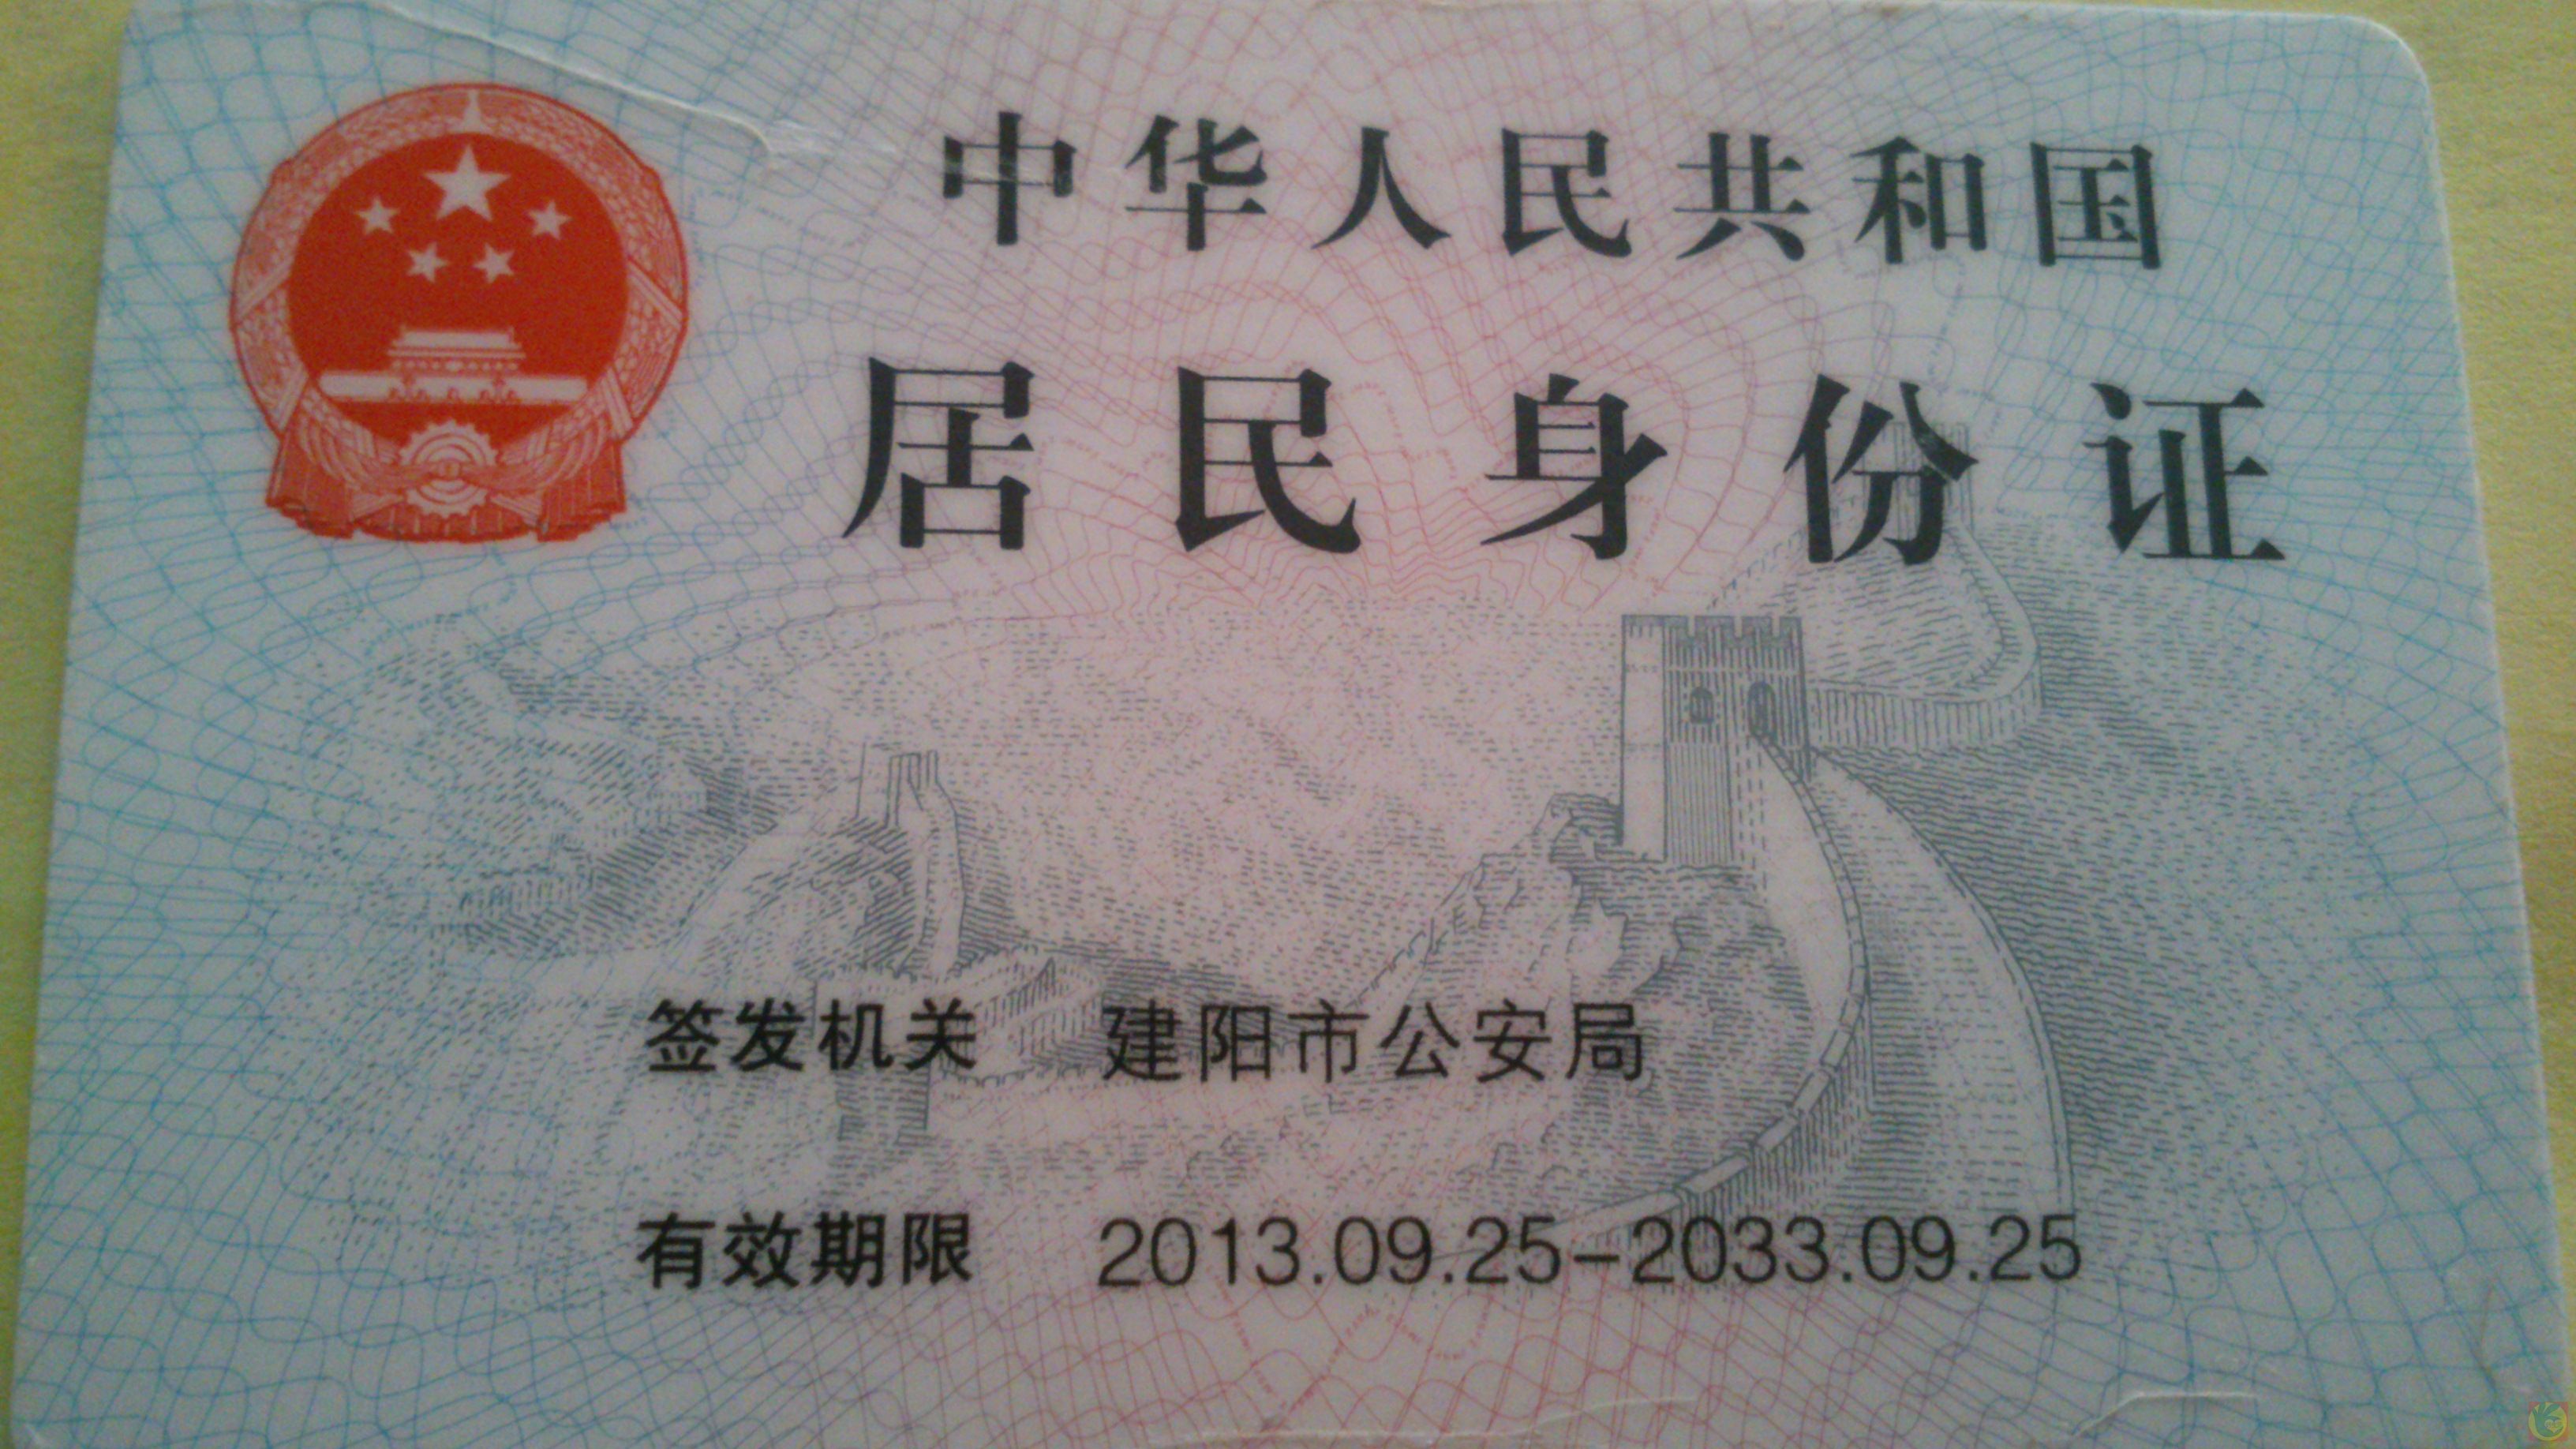 中华人民共和国
居民身份证
签发机关 建阳市公安局
有效期限 2013.09.25-2033.09.25